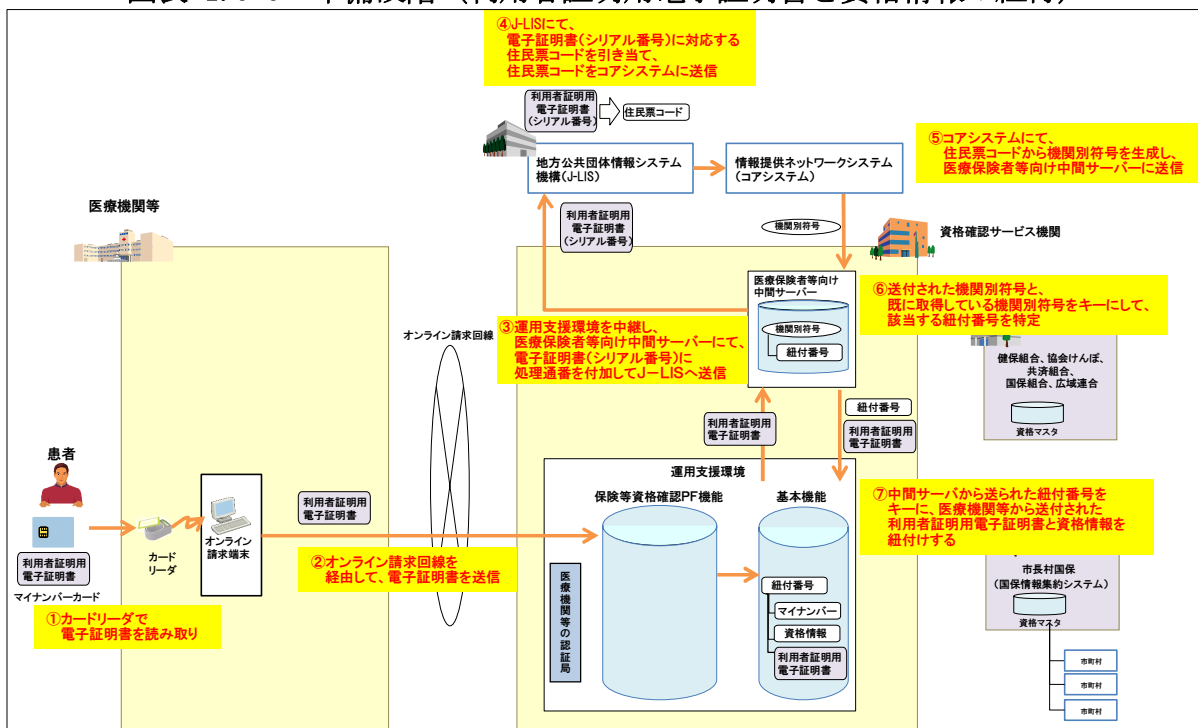 ④J-LISにて、
電子証明書(シリアル番号)に対応する
住民票コードを引き当て、
住民票コードをコアシステムに送信
利用者証明用
電子証明書
(シリアル番号)
住民票コード
地方公共団体情報システム
機構(J-LIS)
情報提供ネットワークシステム
(コアシステム)
⑤コアシステムにて、
住民票コードから機関別符号を生成し、
医療保険者等向け中間サーバーに送信
医療機関等
利用者証明用
電子証明書
(シリアル番号)
機関別符号
資格確認サービス機関
医療保険者等向け
中間サーバー
機関別符号
紐付番号
⑥送付された機関別符号と、
既に取得している機関別符号をキーにして、
該当する紐付番号を特定
オンライン請求回線
③運用支援環境を中継し、
医療保険者等向け中間サーバーにて、
電子証明書(シリアル番号)に
処理通番を付加してJーLISへ送信
健保組合、協会けんぽ、
共済組合、
国保組合、広域連合
資格マスタ
利用者証明用
電子証明書
紐付番号
利用者証明用
電子証明書
患者
運用支援環境
保険等資格確認PF機能
基本機能
⑦中間サーバから送られた紐付番号を
キーに、医療機関等から送付された
利用者証明用電子証明書と資格情報を
紐付けする
利用者証明用
電子証明書
カード
リーダ
オンライン
請求端末
利用者証明用
電子証明書
マイナンバーカード
②オンライン請求回線を
経由して、電子証明書を送信
①カードリーダで
電子証明書を読み取り
医療機関等の認証局
紐付番号
マイナンバー
資格情報
利用者証明用
電子証明書
市長村国保
(国保情報集約システム)
資格マスタ
市町村
市町村
市町村